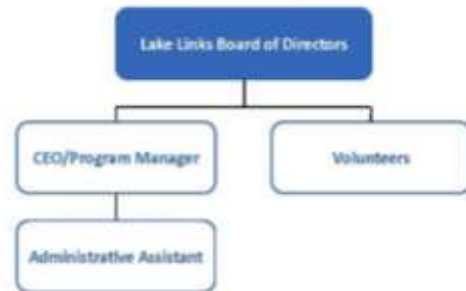 Lake Links Board of Directors
CEO/Program Manager
Volunteers
Administrative Assistant